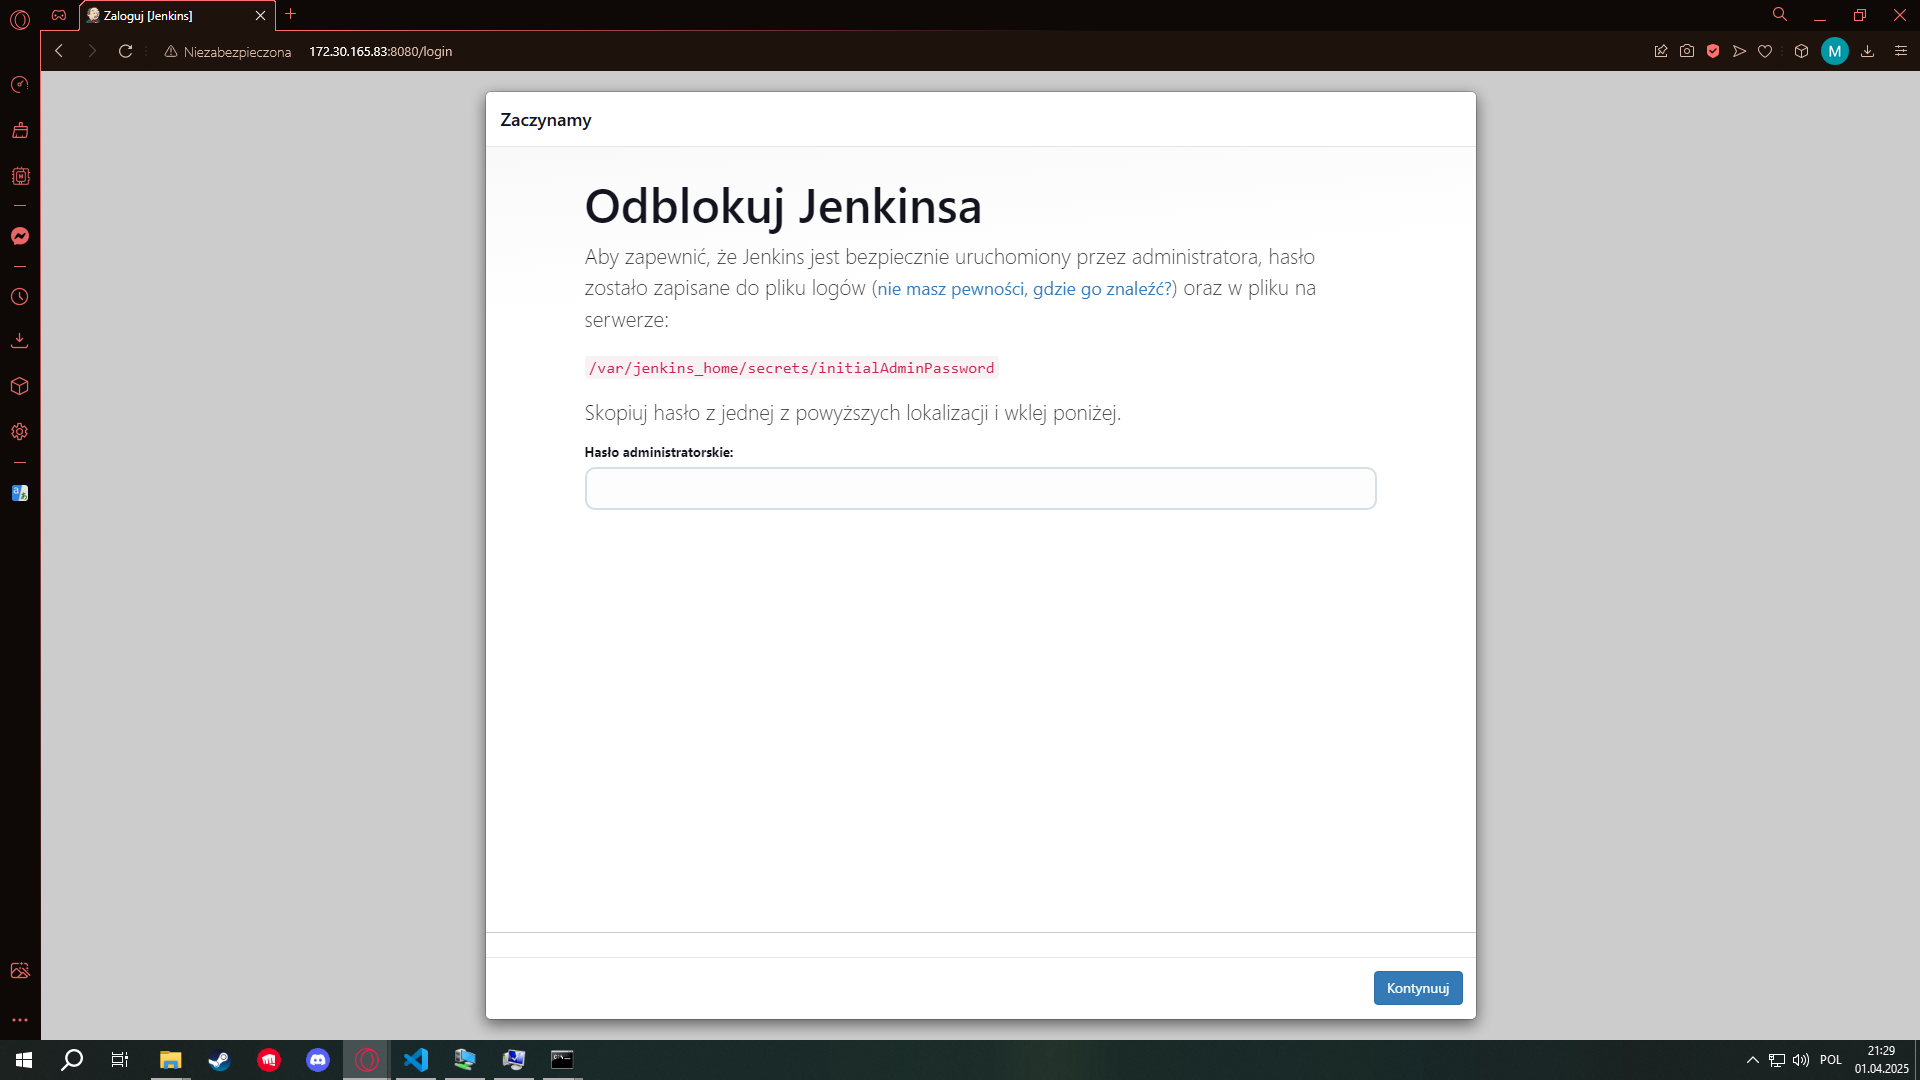 Zaloguj [Jenkins]
Niezabezpieczona 172.30.165.83:8080/login
M
Zaczynamy
Odblokuj Jenkinsa
Aby zapewnić, że Jenkins jest bezpiecznie uruchomiony przez administratora, hasło
zostało zapisane do pliku logów (nie masz pewności, gdzie go znaleźć?) oraz w pliku na
serwerze:
/var/jenkins_home/secrets/initialAdminPassword
Skopiuj hasło z jednej z powyższych lokalizacji i wklej poniżej.
Hasło administratorskie:
Kontynuuj
POL
21:29
01.04.2025